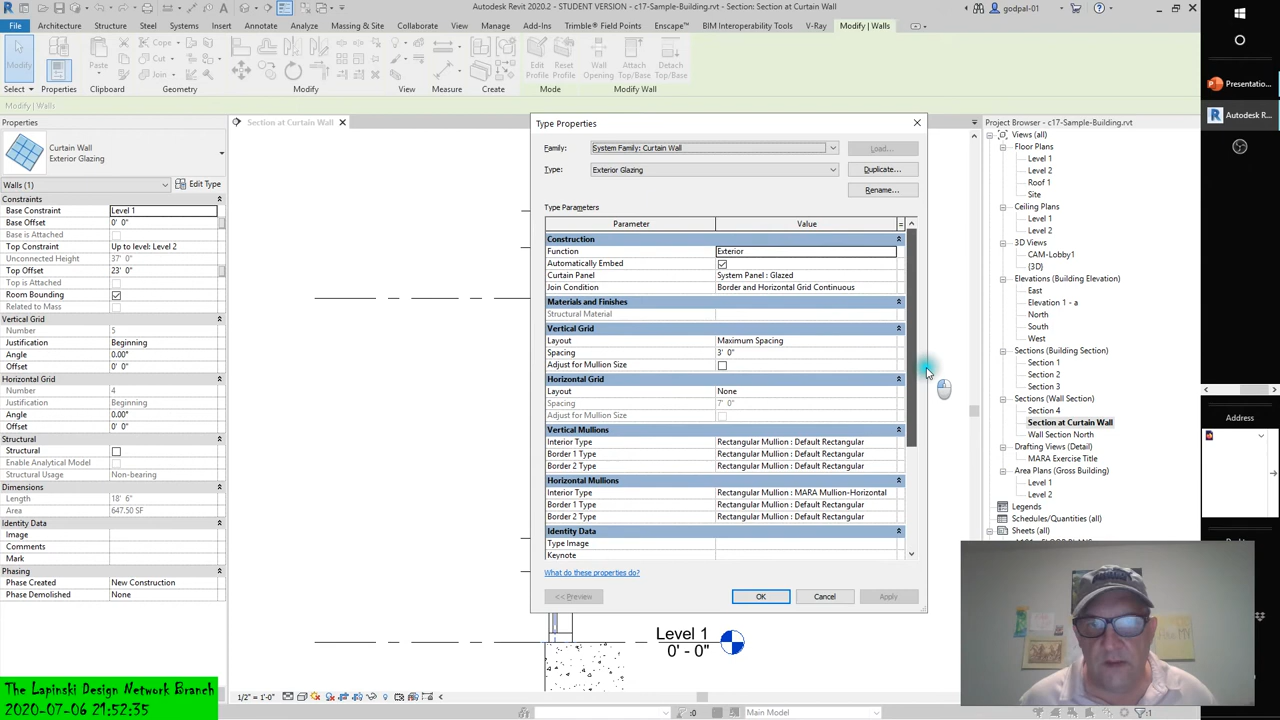 Autodesk Revit 2020.2 - STUDENT VERSION - c17-Sample-Building.rvt - Section: Section at Curtain Wall
godpal-01
File Architecture Structure Steel Systems Insert Annotate Analyze Massing & Site Collaborate View Manage Add-Ins Trimble® Field Points Enscape™ BIM Interoperability Tools V-Ray Modify | Walls
Modify
Paste
Cope
Cut
Join
Edit Profile
Reset Profile
Wall Opening
Attach Top/Base
Detach Top/Base
Select Properties Clipboard Geometry Modify View Measure Create Mode Modify Wall
Modify | Walls
Properties
Curtain Wall
Exterior Glazing
Walls (1)
Edit Type
Constraints
Base Constraint Level 1
Base Offset 0' 0"
Base is Attached
Top Constraint Up to level: Level 2
Unconnected Height 37' 0"
Top Offset 23' 0"
Top is Attached
Room Bounding
Related to Mass
Vertical Grid
Number 5
Justification Beginning
Angle 0.00°
Offset 0' 0"
Horizontal Grid
Number 4
Justification Beginning
Angle 0.00°
Offset 0' 0"
Structural
Structural
Enable Analytical Model
Structural Usage Non-bearing
Dimensions
Length 18' 6"
Area 647.50 SF
Identity Data
Image
Comments
Mark
Phasing
Phase Created New Construction
Phase Demolished None
Section at Curtain Wall
Type Properties
Family: System Family: Curtain Wall Load...
Type: Exterior Glazing Duplicate...
Rename...
Type Parameters
Parameter Value =
Construction
Function Exterior
Automatically Embed
Curtain Panel System Panel : Glazed
Join Condition Border and Horizontal Grid Continuous
Materials and Finishes
Structural Material
Vertical Grid
Layout Maximum Spacing
Spacing 3' 0"
Adjust for Mullion Size
Horizontal Grid
Layout None
Spacing 7' 0"
Adjust for Mullion Size
Vertical Mullions
Interior Type Rectangular Mullion : Default Rectangular
Border 1 Type Rectangular Mullion : Default Rectangular
Border 2 Type Rectangular Mullion : Default Rectangular
Horizontal Mullions
Interior Type Rectangular Mullion : MARA Mullion-Horizontal
Border 1 Type Rectangular Mullion : Default Rectangular
Border 2 Type Rectangular Mullion : Default Rectangular
Identity Data
Type Image
Keynote
What do these properties do?
<< Preview OK Cancel Apply
Level 1
0' - 0"
Project Browser - c17-Sample-Building.rvt
Views (all)
Floor Plans
Level 1
Level 2
Roof 1
Site
Ceiling Plans
Level 1
Level 2
3D Views
CAM-Lobby1
{3D}
Elevations (Building Elevation)
East
Elevation 1 - a
North
South
West
Sections (Building Section)
Section 1
Section 2
Section 3
Sections (Wall Section)
Section 4
Section at Curtain Wall
Wall Section North
Drafting Views (Detail)
MARA Exercise Title
Area Plans (Gross Building)
Level 1
Level 2
Legends
Schedules/Quantities (all)
Sheets (all)
Presentatio...
Autodesk R...
Address
1/2" = 1'-0"
:0
Main Model
:1
The Lapinski Design Network Branch
2020-07-06 21:52:35